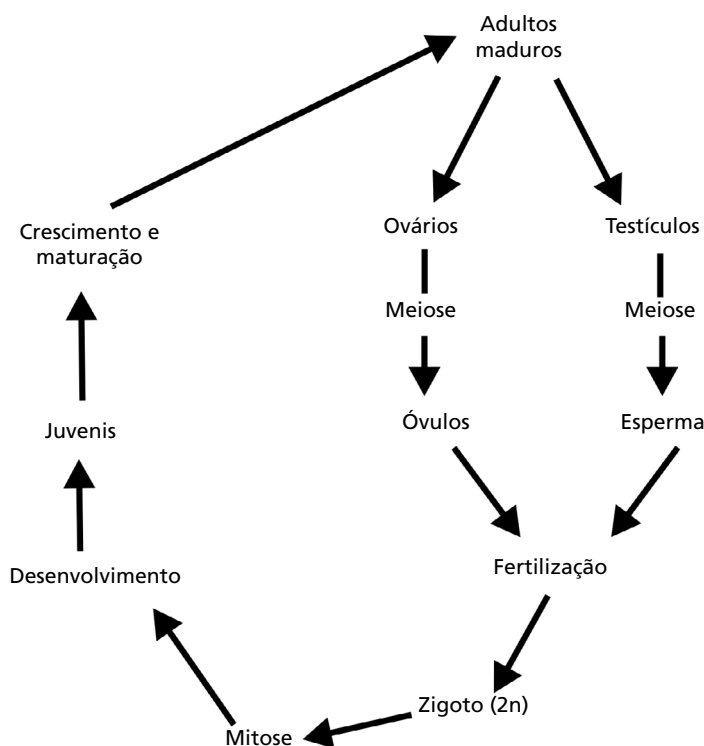 Adultos
maduros
Ovários
Testículos
Meiose
Meiose
Óvulos
Esperma
Fertilização
Zigoto (2n)
Mitose
Desenvolvimento
Juvenis
Crescimento e
maturação